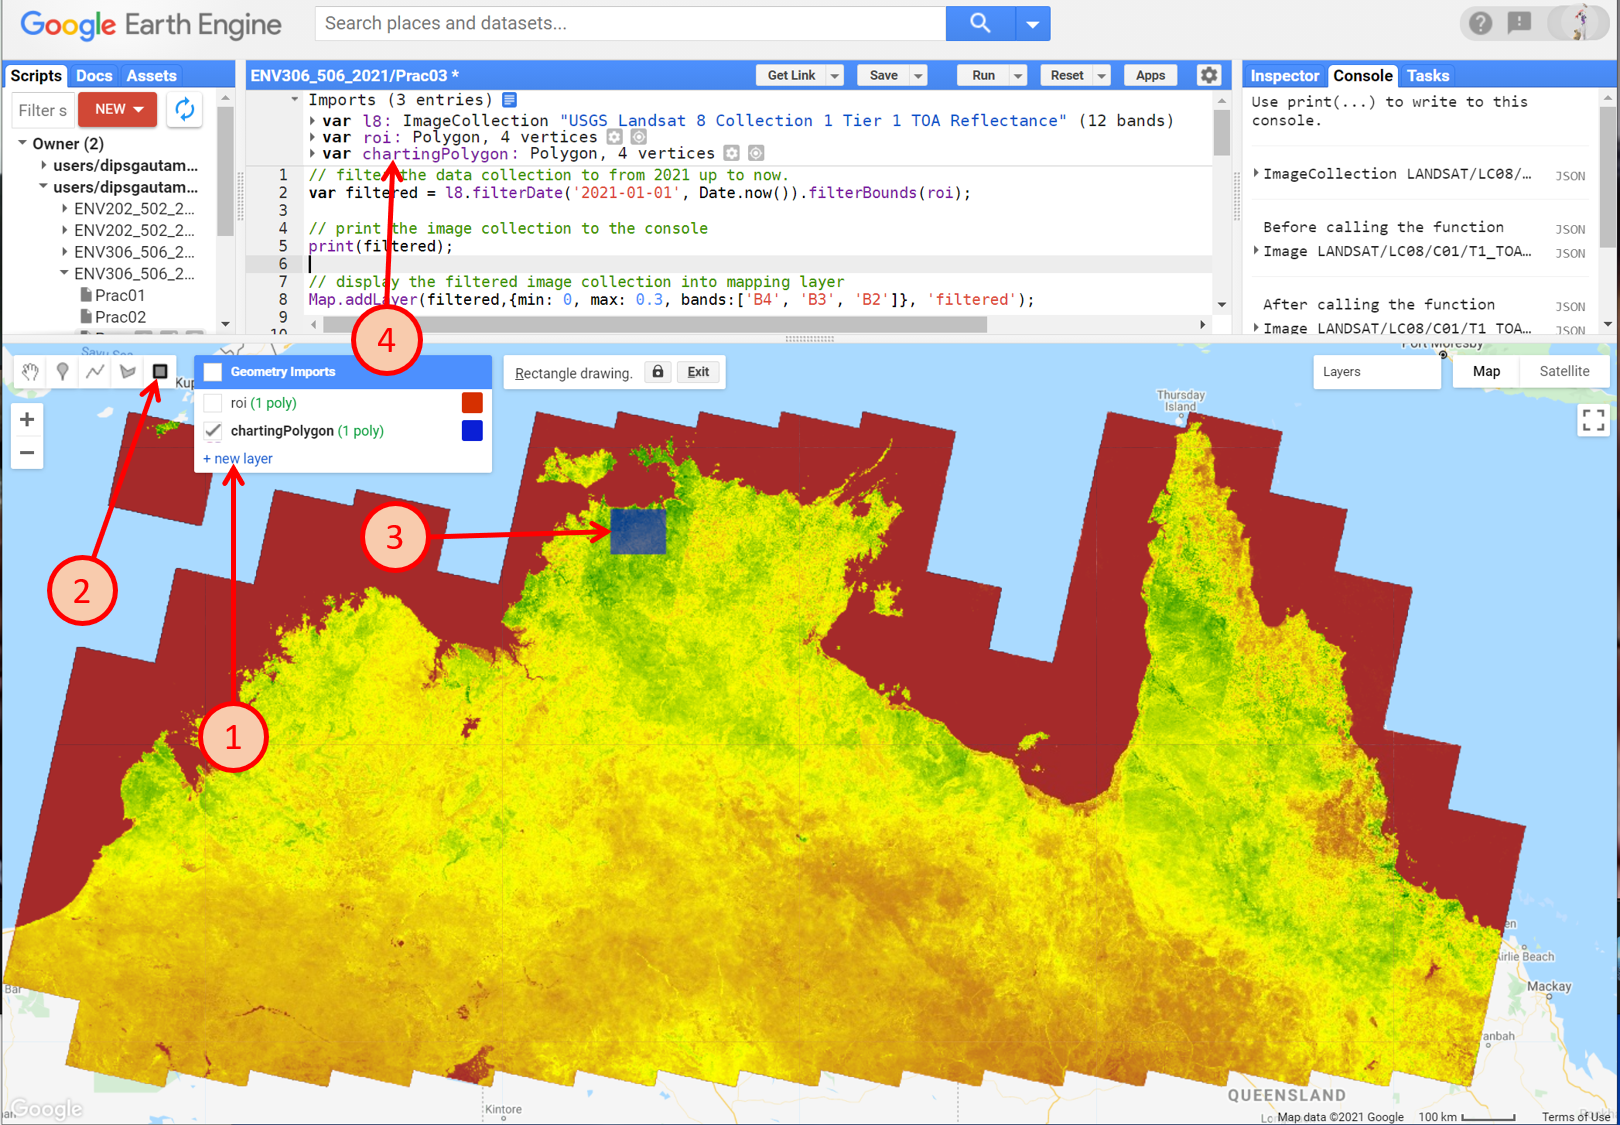 Google Earth Engine
Search places and datasets...
Scripts Docs Assets
Filter s
NEW
Owner (2)
users/dipsgautam...
users/dipsgautam...
ENV202_502_2...
ENV202_502_2...
ENV306_506_2...
ENV306_506_2...
Prac01
Prac02
ENV306_506_2021/Prac03 *
Get Link Save Run Reset Apps
Imports (3 entries)
var l8: ImageCollection "USGS Landsat 8 Collection 1 Tier 1 TOA Reflectance" (12 bands)
var roi: Polygon, 4 vertices
var chartingPolygon: Polygon, 4 vertices
1 // filter the data collection to from 2021 up to now.
2 var filtered = l8.filterDate('2021-01-01', Date.now()).filterBounds(roi);
3
4 // print the image collection to the console
5 print(filtered);
6
7 // display the filtered image collection into mapping layer
8 Map.addLayer(filtered,{min: 0, max: 0.3, bands:['B4', 'B3', 'B2']}, 'filtered');
9
10
Inspector Console Tasks
Use print(...) to write to this
console.
ImageCollection LANDSAT/LC08/... JSON
Before calling the function JSON
Image LANDSAT/LC08/C01/T1_TOA... JSON
After calling the function JSON
Image LANDSAT/LC08/C01/T1_TOA... JSON
4
Savu Sea
Port Moresby
Kup
Geometry Imports
roi (1 poly)
chartingPolygon (1 poly)
+ new layer
Rectangle drawing. Exit
Layers
Map Satellite
+
−
Thursday
Island
3
2
1
Airlie Beach
Mackay
anbah
Bar
QUEENSLAND
Google
Kintore
Map data ©2021 Google 100 km Terms of Use